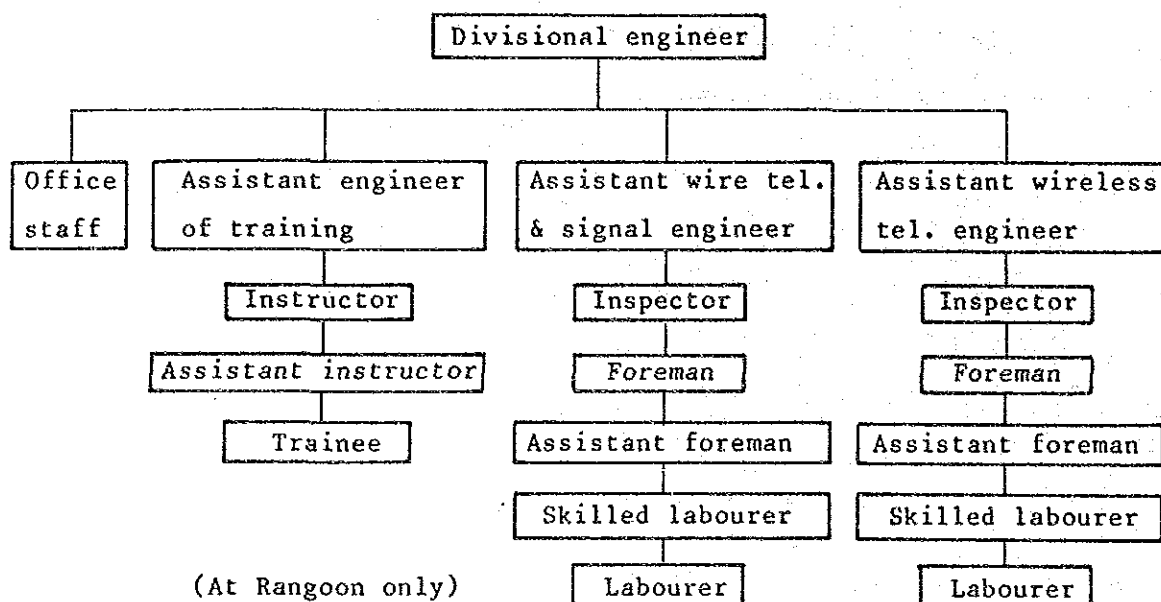 Divisional engineer
Office
staff
Assistant engineer
of training
Assistant wire tel.
& signal engineer
Assistant wireless
tel. engineer
Instructor
Inspector
Inspector
Assistant instructor
Foreman
Foreman
Trainee
Assistant foreman
Assistant foreman
Skilled labourer
Skilled labourer
(At Rangoon only)
Labourer
Labourer